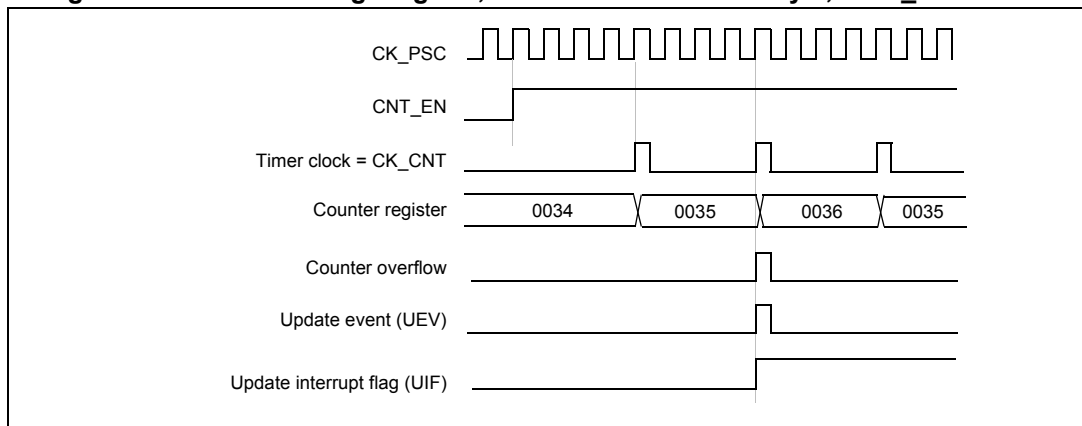 CK_PSC
CNT_EN
Timer clock = CK_CNT
Counter register 0034 0035 0036 0035
Counter overflow
Update event (UEV)
Update interrupt flag (UIF)